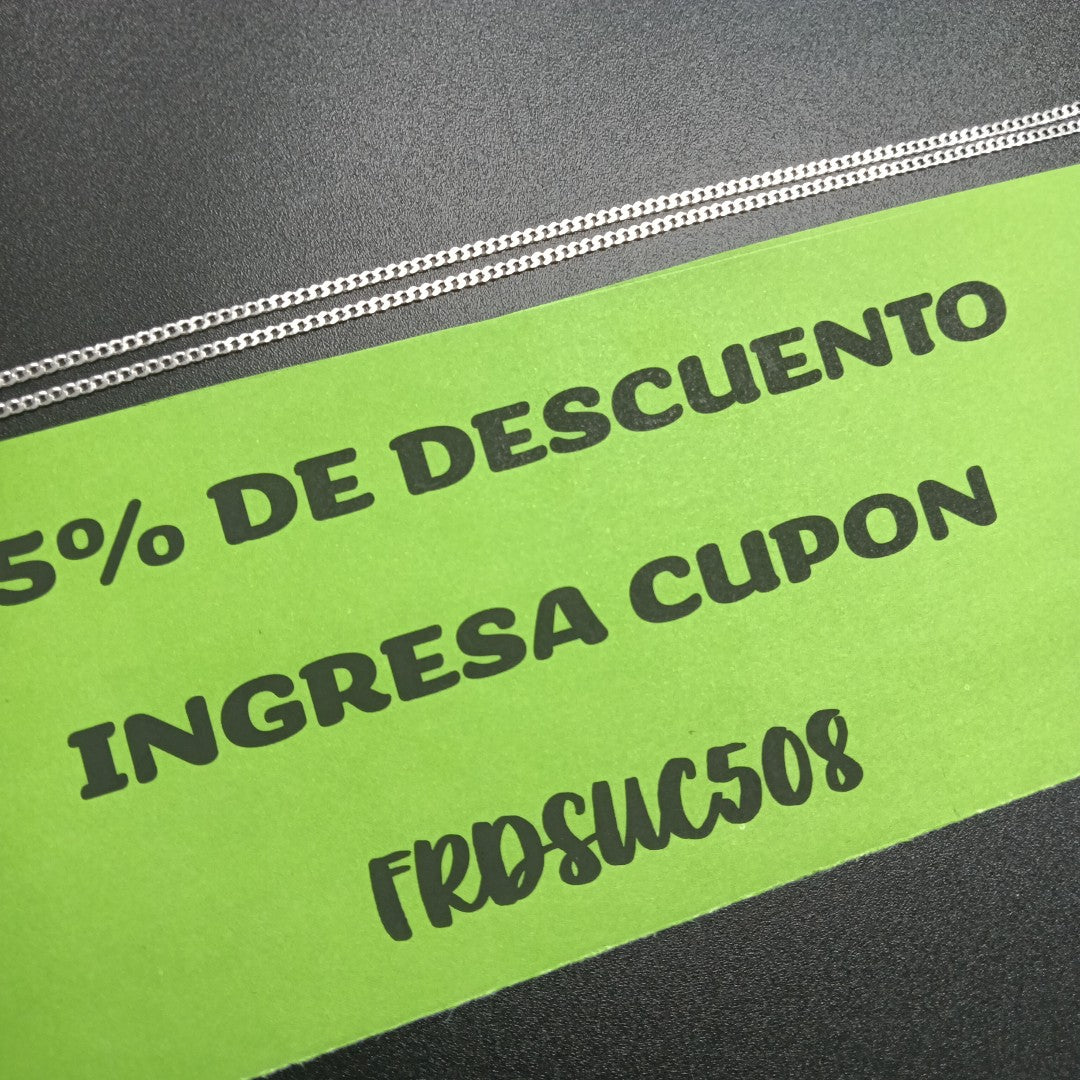 5% DE DESCUENTO
INGRESA CUPON
FRDSUC508